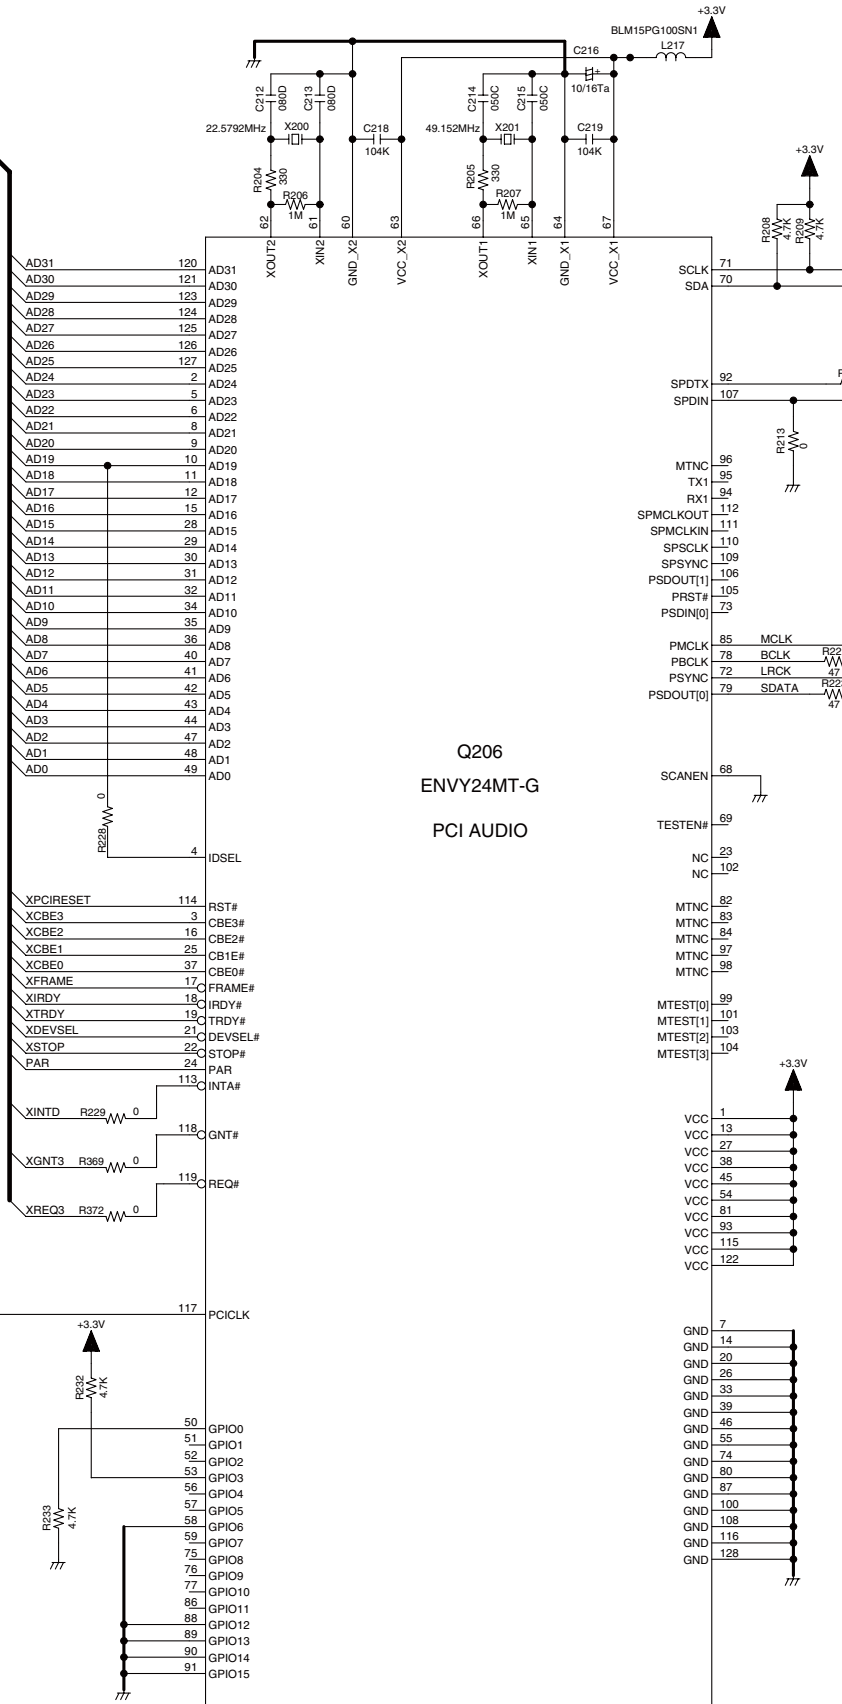 +3.3V
BLM15PG100SN1
C216 L217
10/16Ta
C212 080D C213 080D C214 050C C215 050C
22.5792MHz X200 C218 104K 49.152MHz X201 C219 104K
+3.3V
R204 330 R206 1M R205 330 R207 1M
R208 4.7K R209 4.7K
62 61 60 63 66 65 64 67
XOUT2 XIN2 GND_X2 VCC_X2 XOUT1 XIN1 GND_X1 VCC_X1
AD31 120 AD31
AD30 121 AD30
AD29 123 AD29
AD28 124 AD28
AD27 125 AD27
AD26 126 AD26
AD25 127 AD25
AD24 2 AD24
AD23 5 AD23
AD22 6 AD22
AD21 8 AD21
AD20 9 AD20
AD19 10 AD19
AD18 11 AD18
AD17 12 AD17
AD16 15 AD16
AD15 28 AD15
AD14 29 AD14
AD13 30 AD13
AD12 31 AD12
AD11 32 AD11
AD10 34 AD10
AD9 35 AD9
AD8 36 AD8
AD7 40 AD7
AD6 41 AD6
AD5 42 AD5
AD4 43 AD4
AD3 44 AD3
AD2 47 AD2
AD1 48 AD1
AD0 49 AD0
R228 0
4 IDSEL
XPCIRESET 114 RST#
XCBE3 3 CBE3#
XCBE2 16 CBE2#
XCBE1 25 CB1E#
XCBE0 37 CBE0#
XFRAME 17 FRAME#
XIRDY 18 IRDY#
XTRDY 19 TRDY#
XDEVSEL 21 DEVSEL#
XSTOP 22 STOP#
PAR 24 PAR
113 INTA#
XINTD R229 0
118 GNT#
XGNT3 R369 0
119 REQ#
XREQ3 R372 0
117 PCICLK
+3.3V
R232 4.7K
R233 4.7K
50 GPIO0
51 GPIO1
52 GPIO2
53 GPIO3
56 GPIO4
57 GPIO5
58 GPIO6
59 GPIO7
75 GPIO8
76 GPIO9
77 GPIO10
86 GPIO11
88 GPIO12
89 GPIO13
90 GPIO14
91 GPIO15
Q206
ENVY24MT-G
PCI AUDIO
SCLK 71
SDA 70
SPDTX 92 R
SPDIN 107
R213 0
MTNC 96
TX1 95
RX1 94
SPMCLKOUT 112
SPMCLKIN 111
SPSCLK 110
SPSYNC 109
PSDOUT[1] 106
PRST# 105
PSDIN[0] 73
PMCLK 85 MCLK
PBCLK 78 BCLK R22 47
PSYNC 72 LRCK
PSDOUT[0] 79 SDATA R22 47
SCANEN 68
TESTEN# 69
NC 23
NC 102
MTNC 82
MTNC 83
MTNC 84
MTNC 97
MTNC 98
MTEST[0] 99
MTEST[1] 101
MTEST[2] 103
MTEST[3] 104
+3.3V
VCC 1
VCC 13
VCC 27
VCC 38
VCC 45
VCC 54
VCC 81
VCC 93
VCC 115
VCC 122
GND 7
GND 14
GND 20
GND 26
GND 33
GND 39
GND 46
GND 55
GND 74
GND 80
GND 87
GND 100
GND 108
GND 116
GND 128